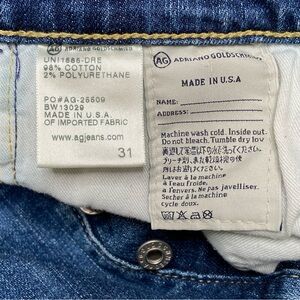 AG ADRIANO GOLDSCHMIED
UNI1885-DRE
98% COTTON
2% POLYURETHANE
PO#AG-25509
BW13029
MADE IN U.S.A
OF IMPORTED FABRIC
www.agjeans.com
31
AG ADRIANO GOLDSCHMIED
MADE IN U.S.A
NAME:
ADDRESS:
Machine wash cold. Inside out.
Do not bleach. Tumble dry low
Laver à la machine
à l'eau froide,
à l'envers. Ne pas javelliser.
Sécher à la machine
cycle doux.